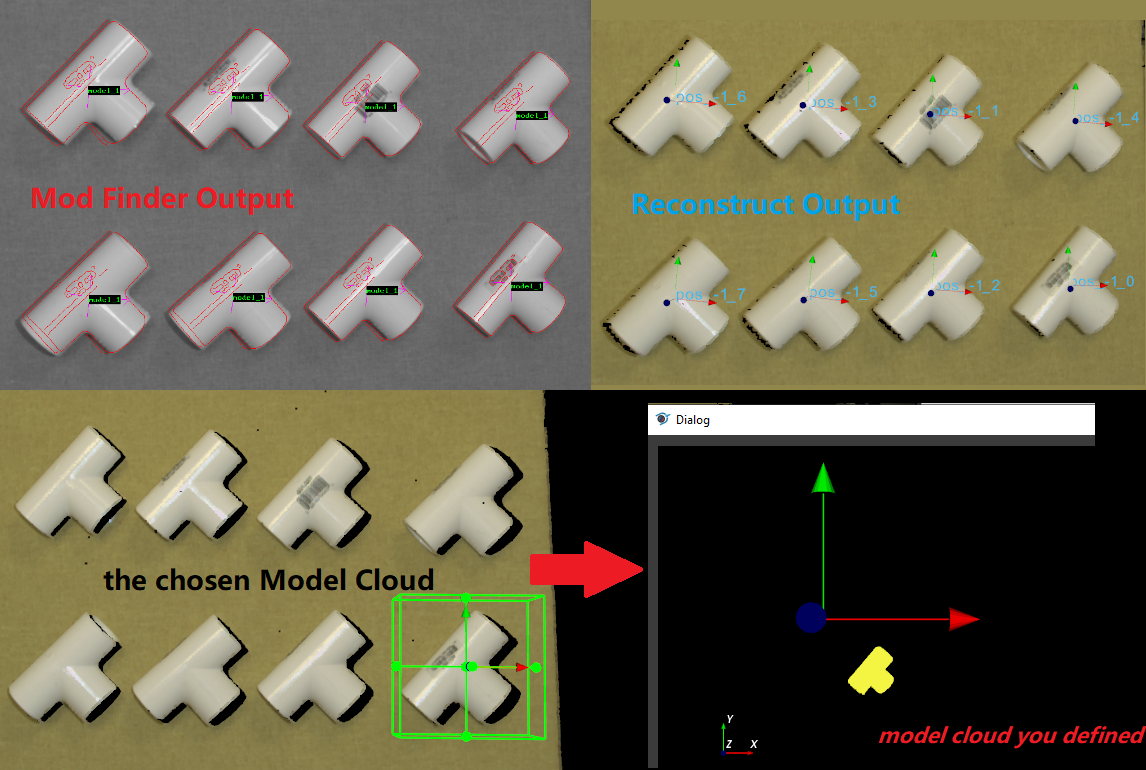 model_1
model_1
model_1
model_1
Mod Finder Output
model_1
model_1
model_1
model_1
pos_-1_6
pos_-1_3
pos_-1_1
pos_-1_4
Reconstruct Output
pos_-1_7
pos_-1_5
pos_-1_2
pos_-1_0
the chosen Model Cloud
Dialog
Y
Z
X
model cloud you defined